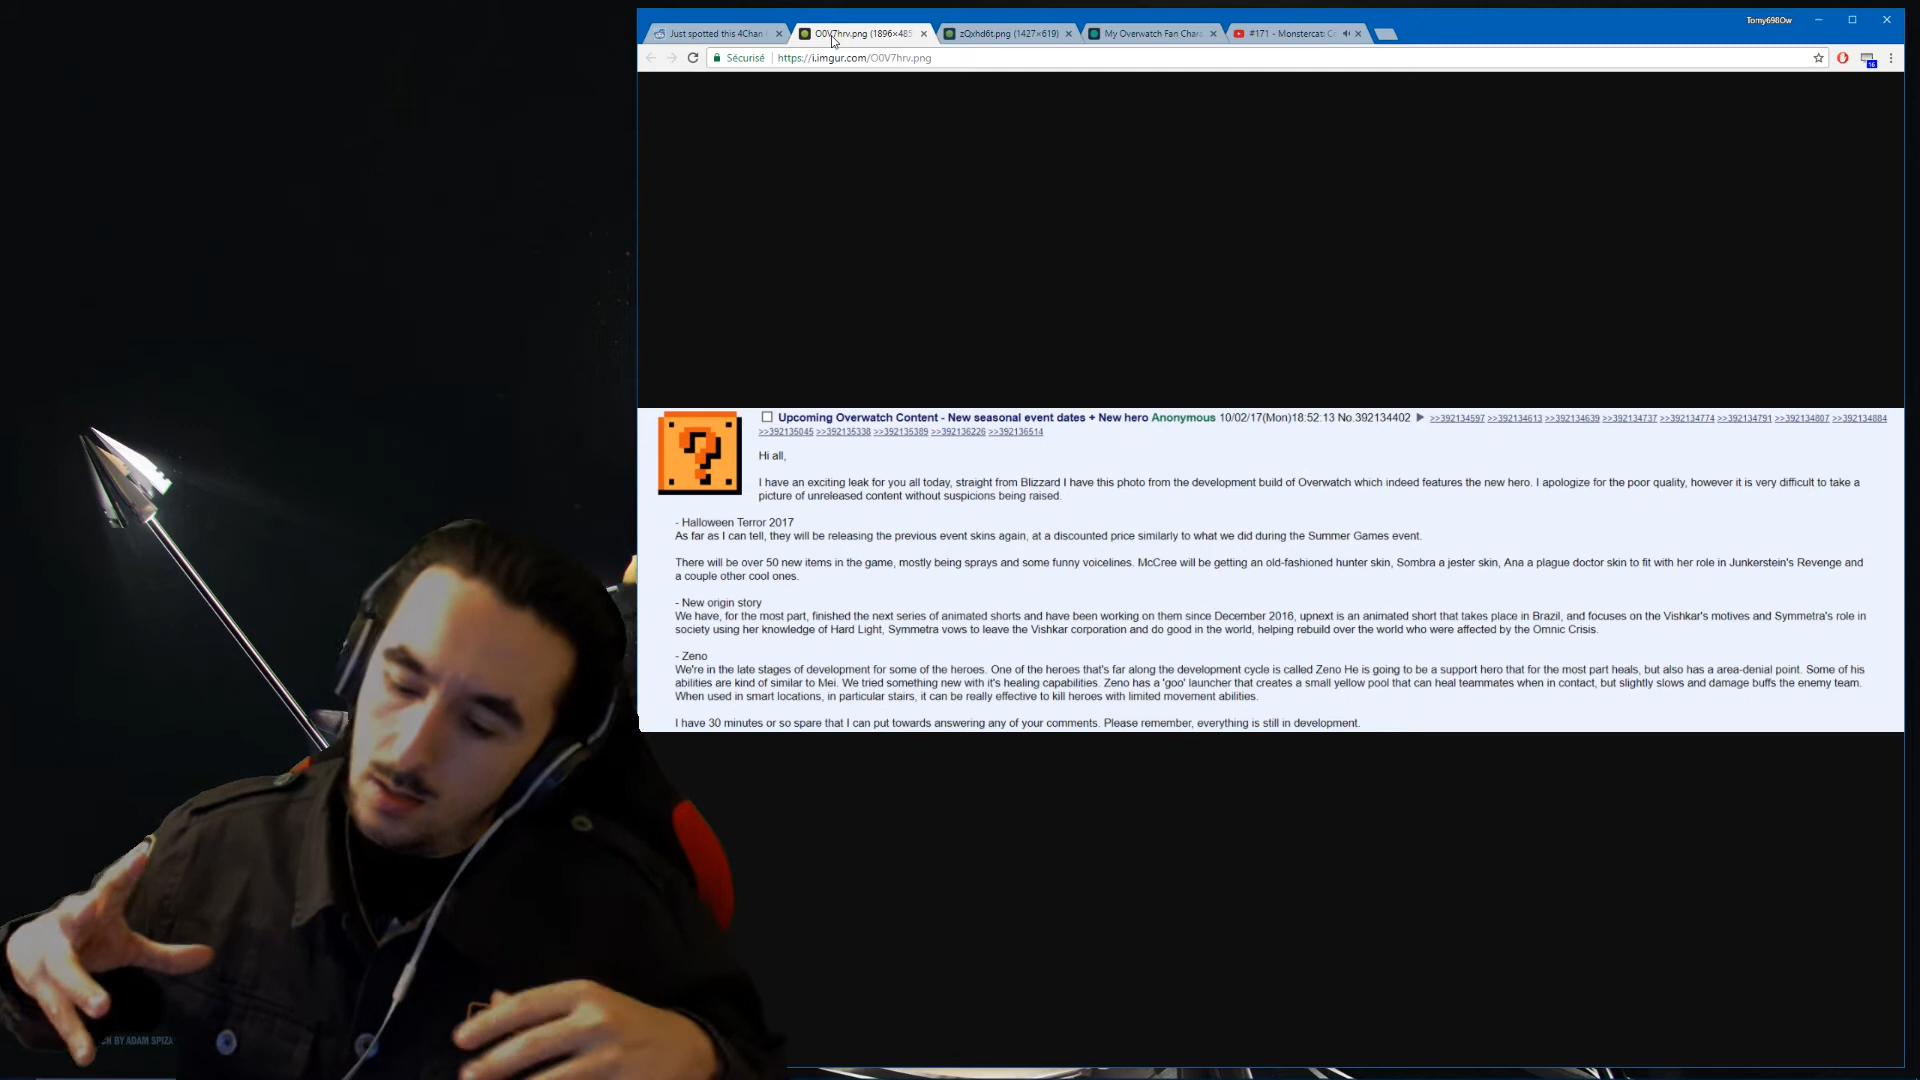 Tomy698Ow
Just spotted this 4Chan
O0V7hrv.png (1896×485
zQxhd6t.png (1427×619)
My Overwatch Fan Chara
#171 - Monstercat: C
Sécurisé
https://i.imgur.com/O0V7hrv.png
16
Upcoming Overwatch Content - New seasonal event dates + New hero Anonymous 10/02/17(Mon)18:52:13 No.392134402 ▶ >>392134597 >>392134613 >>392134639 >>392134737 >>392134774 >>392134791 >>392134807 >>392134884
>>392135045 >>392135338 >>392135389 >>392136226 >>392136514
Hi all,
I have an exciting leak for you all today, straight from Blizzard I have this photo from the development build of Overwatch which indeed features the new hero. I apologize for the poor quality, however it is very difficult to take a
picture of unreleased content without suspicions being raised.
- Halloween Terror 2017
As far as I can tell, they will be releasing the previous event skins again, at a discounted price similarly to what we did during the Summer Games event.
There will be over 50 new items in the game, mostly being sprays and some funny voicelines. McCree will be getting an old-fashioned hunter skin, Sombra a jester skin, Ana a plague doctor skin to fit with her role in Junkerstein's Revenge and
a couple other cool ones.
- New origin story
We have, for the most part, finished the next series of animated shorts and have been working on them since December 2016, upnext is an animated short that takes place in Brazil, and focuses on the Vishkar's motives and Symmetra's role in
society using her knowledge of Hard Light, Symmetra vows to leave the Vishkar corporation and do good in the world, helping rebuild over the world who were affected by the Omnic Crisis.
- Zeno
We're in the late stages of development for some of the heroes. One of the heroes that's far along the development cycle is called Zeno He is going to be a support hero that for the most part heals, but also has a area-denial point. Some of his
abilities are kind of similar to Mei. We tried something new with it's healing capabilities. Zeno has a 'goo' launcher that creates a small yellow pool that can heal teammates when in contact, but slightly slows and damage buffs the enemy team.
When used in smart locations, in particular stairs, it can be really effective to kill heroes with limited movement abilities.
I have 30 minutes or so spare that I can put towards answering any of your comments. Please remember, everything is still in development.
CH BY ADAM SPIZA